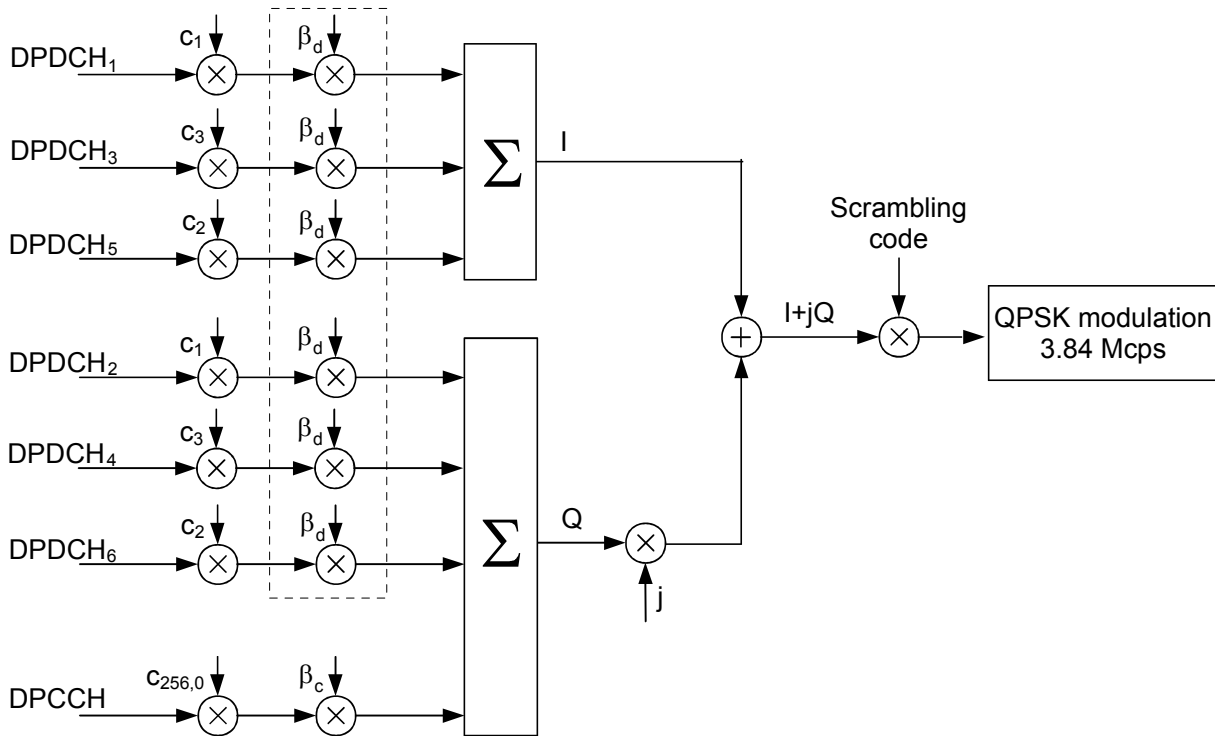 c₁ β_d
DPDCH₁
c₃ β_d
DPDCH₃
Σ
I
c₂ β_d
DPDCH₅
Scrambling
code
c₁ β_d
DPDCH₂
I+jQ
QPSK modulation
3.84 Mcps
c₃ β_d
DPDCH₄
c₂ β_d
DPDCH₆
Σ
Q
j
c₂₅₆,₀ β_c
DPCCH